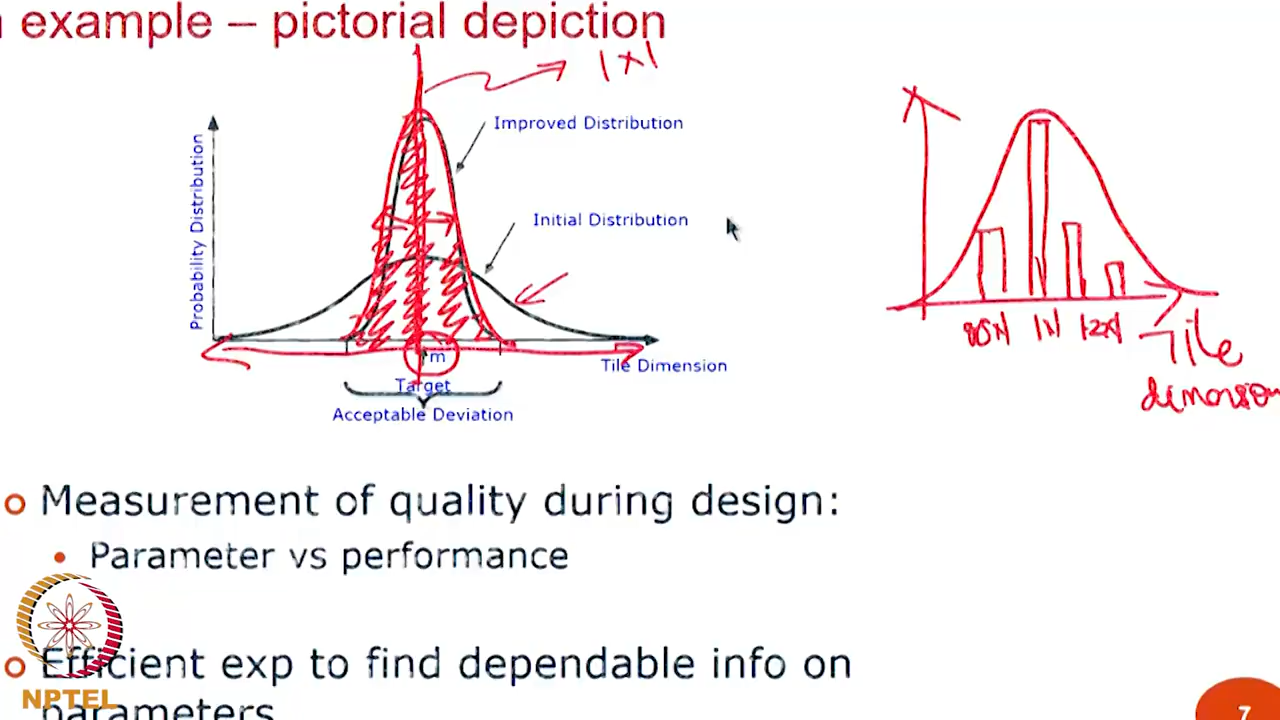 example – pictorial depiction
1x1
Improved Distribution
Initial Distribution
Probability Distribution
m
Target
Tile Dimension
Acceptable Deviation
1x1
Tile
dimension
Measurement of quality during design:
Parameter vs performance
Efficient exp to find dependable info on
parameters
NPTEL
7